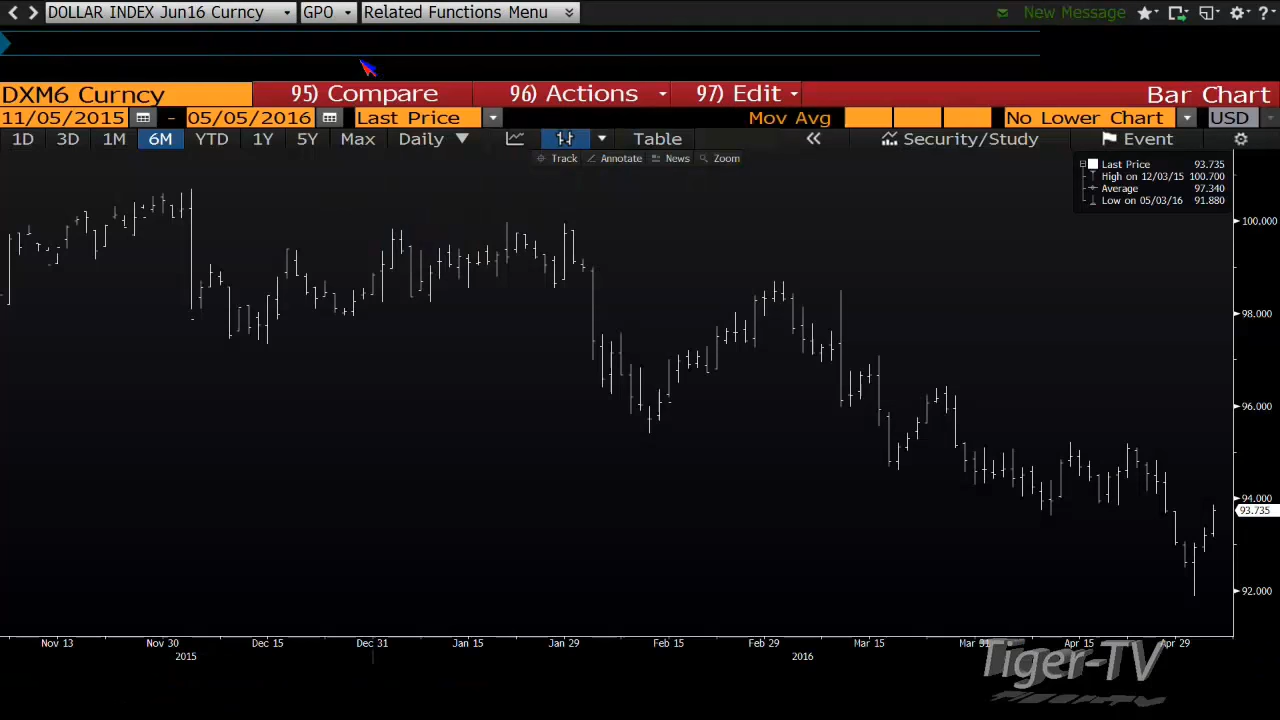 DOLLAR INDEX Jun16 Curncy GPO Related Functions Menu New Message ?
DXM6 Curncy 95) Compare 96) Actions 97) Edit Bar Chart
11/05/2015 - 05/05/2016 Last Price Mov Avg No Lower Chart USD
1D 3D 1M 6M YTD 1Y 5Y Max Daily Table Security/Study Event
Track Annotate News Zoom
Last Price 93.735
High on 12/03/15 100.700
Average 97.340
Low on 05/03/16 91.880
100.000
98.000
96.000
94.000
93.735
92.000
Nov 13 Nov 30 Dec 15 Dec 31 Jan 15 Jan 29 Feb 15 Feb 29 Mar 15 Mar 31 Apr 15 Apr 29
2015 2016
Tiger-TV